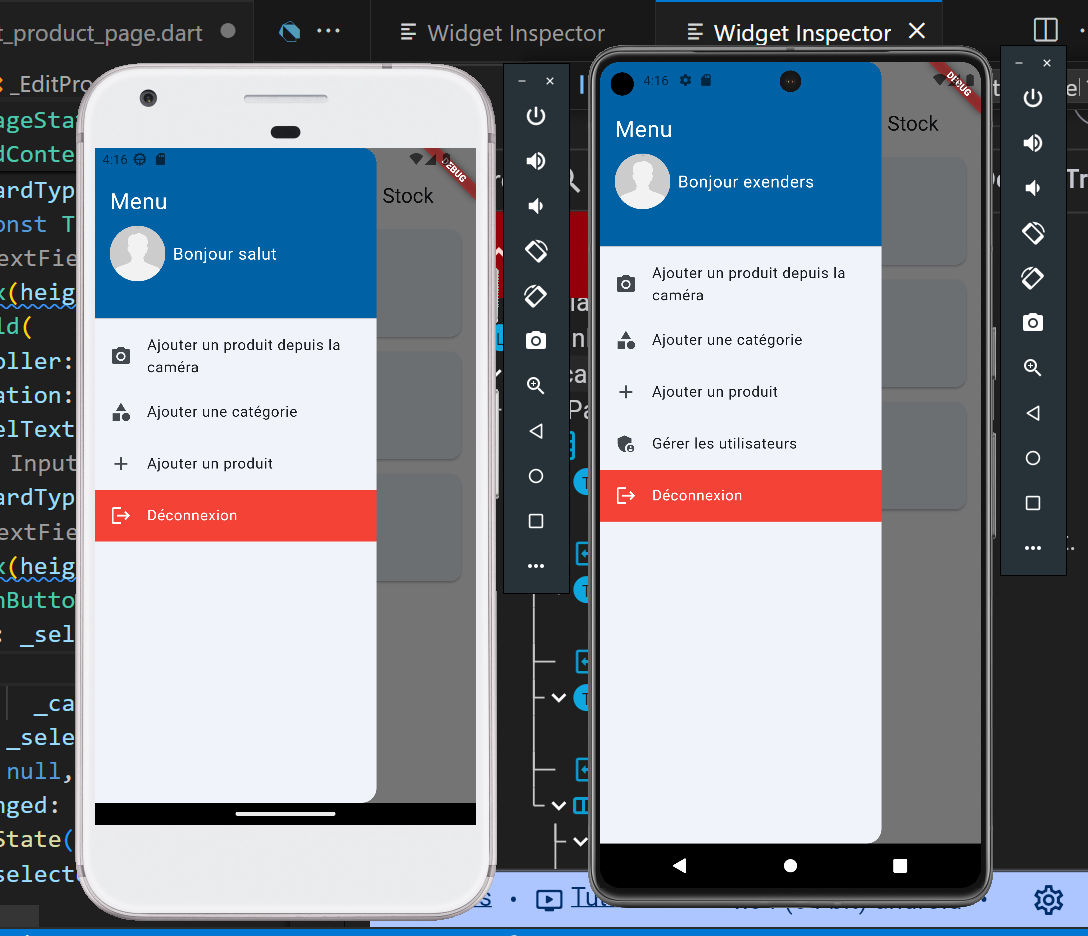 t_product_page.dart
Widget Inspector
Widget Inspector
_EditPro
ageSta
dConte
ardTyp
onst T
extFie
x(heig
ld(
oller:
ation:
elText
Input
ardTyp
extFie
x(heig
nButto
: _sel
_ca
_sele
null,
nged:
State(
select
4:16
DEBUG
Menu
Stock
Bonjour salut
Ajouter un produit depuis la
caméra
Ajouter une catégorie
Ajouter un produit
Déconnexion
4:16
DEBUG
Menu
Stock
Bonjour exenders
Ajouter un produit depuis la
caméra
Ajouter une catégorie
Ajouter un produit
Gérer les utilisateurs
Déconnexion